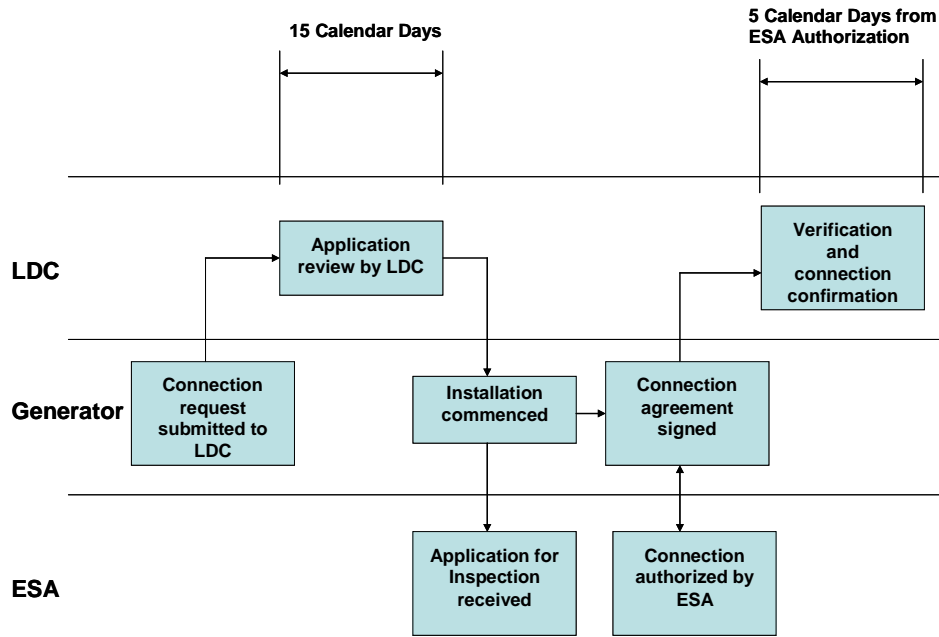 15 Calendar Days
5 Calendar Days from
ESA Authorization
LDC
Application
review by LDC
Verification
and
connection
confirmation
Generator
Connection
request
submitted to
LDC
Installation
commenced
Connection
agreement
signed
ESA
Application for
Inspection
received
Connection
authorized by
ESA